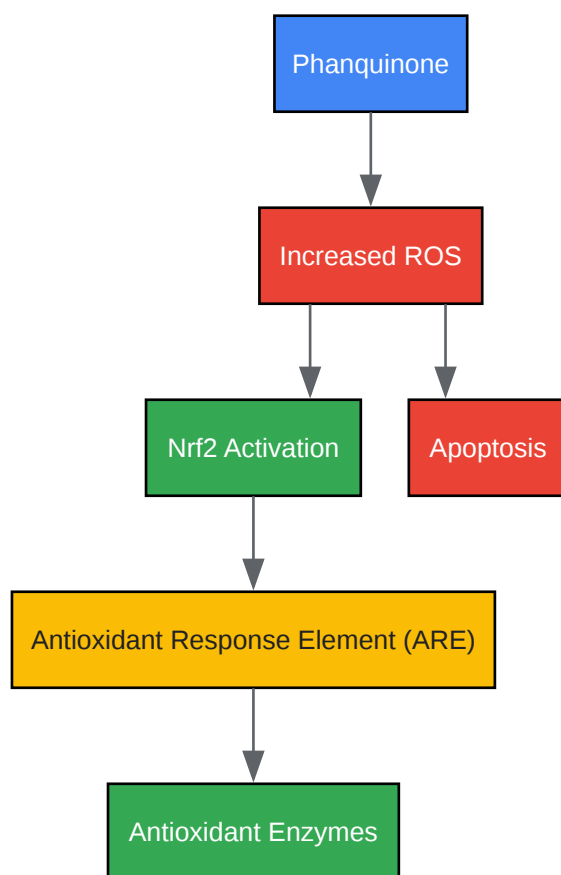 Phanquinone
Increased ROS
Nrf2 Activation
Apoptosis
Antioxidant Response Element (ARE)
Antioxidant Enzymes